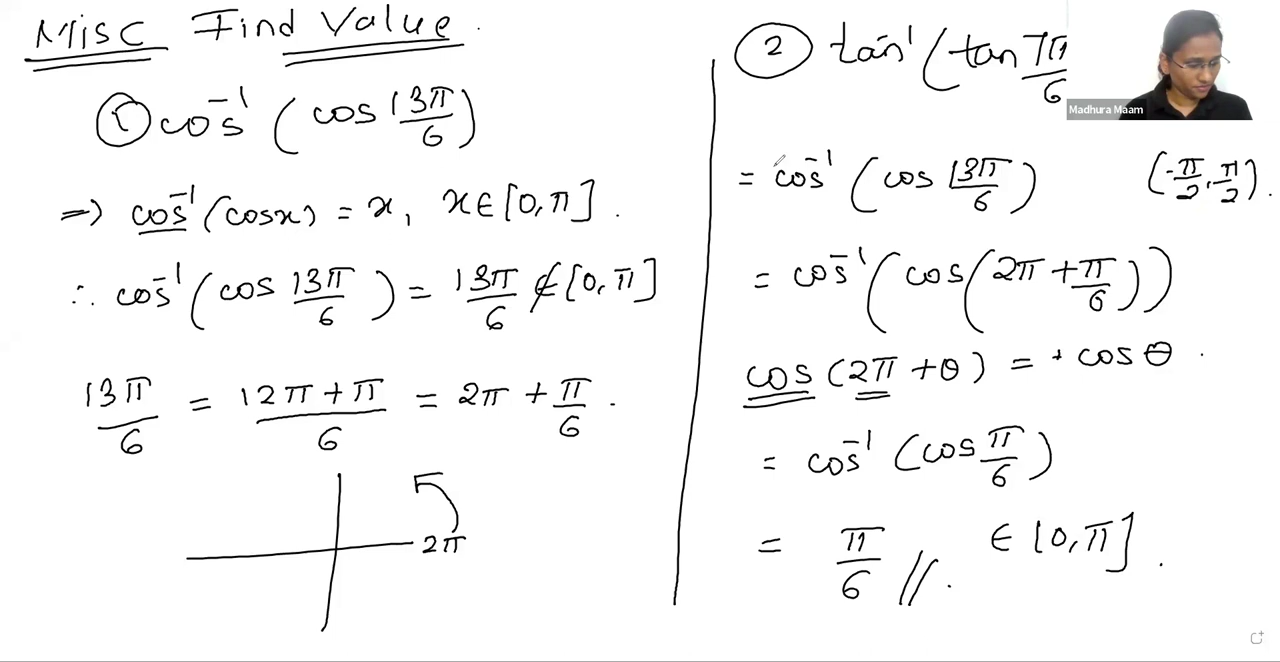 Misc Find Value.
① cos⁻¹ ( cos 13π/6 )
=> cos⁻¹ (cosx) = x, x ∈ [0, π].
∴ cos⁻¹ ( cos 13π/6 ) = 13π/6 ∉ [0, π]
13π/6 = 12π + π/6 = 2π + π/6.
2π
② tan⁻¹ ( tan 7π/6
Madhura Maam
= cos⁻¹ ( cos 13π/6 ) (-π/2, π/2).
= cos⁻¹ ( cos ( 2π + π/6 ) )
cos (2π + θ) = + cos θ.
= cos⁻¹ ( cos π/6 )
= π/6 //. ∈ [0, π].